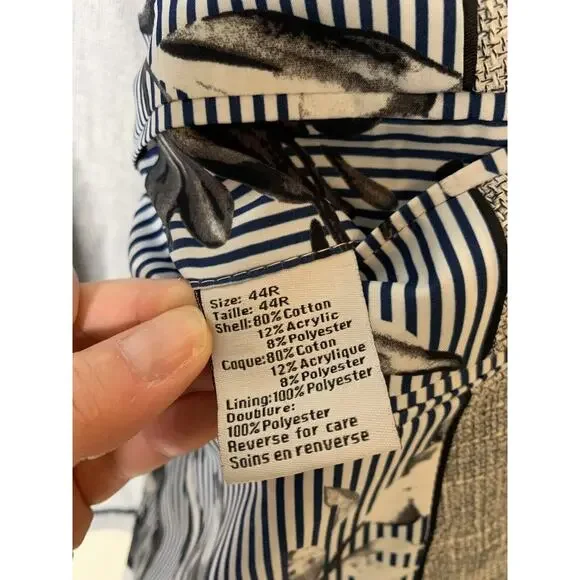 Size: 44R
Taille: 44R
Shell:80%Cotton
12%Acrylic
8%Polyester
Coque:80%Coton
12%Acrylique
8%Polyester
Lining:100%Polyester
Doublure:
100%Polyester
Reverse for care
Soins en renverse